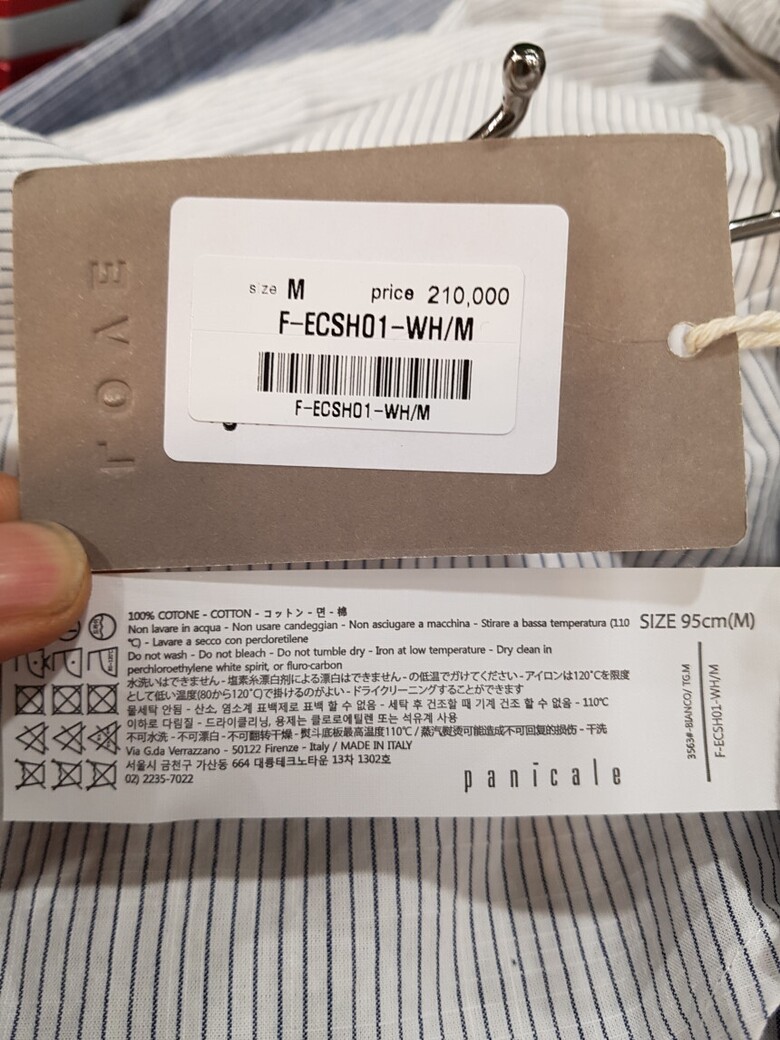 EVOL
size M price 210,000
F-ECSH01-WH/M
F-ECSH01-WH/M
100% COTONE - COTTON - コットン - 면 - 棉
Non lavare in acqua - Non usare candeggian - Non asciugare a macchina - Stirare a bassa temperatura (110
℃) - Lavare a secco con perdoretilene
Do not wash - Do not bleach - Do not tumble dry - Iron at low temperature - Dry clean in
perchloroethylene white spirit, or fluro-carbon
水洗いはできません - 塩素系漂白剤による漂白はできません - の低温でがけてください - アイロンは120℃を限度
として低い温度(80から120℃)で掛けるのがよい - ドライクリーニングすることができます
물세탁 안됨 - 산소, 염소계 표백제로 표백 할 수 없음 - 세탁 후 건조할 때 기계 건조 할 수 없음 - 110℃
이하로 다림질 - 드라이클리닝, 용제는 클로로에틸렌 또는 석유계 사용
不可水洗 - 不可漂白 - 不可翻转干燥 - 熨斗底板最高温度110℃ / 蒸汽熨烫可能造成不可回复的损伤 - 干洗
Via G.da Verrazzano - 50122 Firenze - Italy / MADE IN ITALY
서울시 금천구 가산동 664 대륭테크노타운 13차 1302호
02) 2235-7022
panicale
SIZE 95cm(M)
3563#-BIANCO/ TG.M
F-ECSH01-WH/M